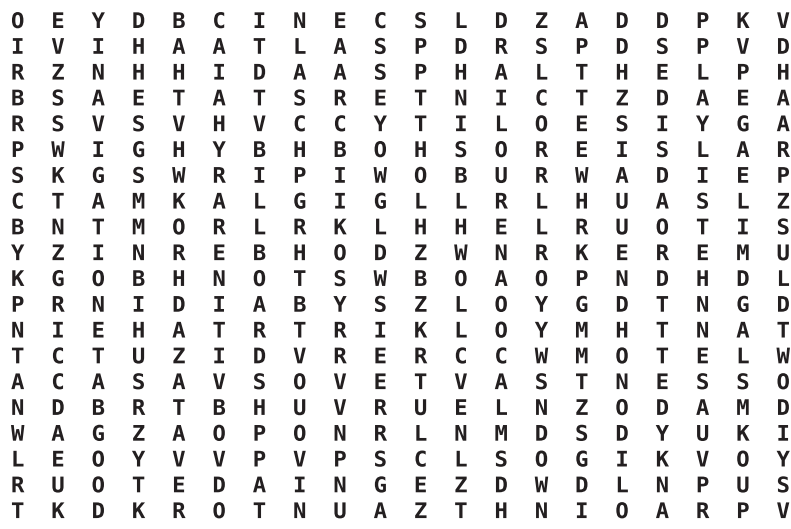 O E Y D B C I N E C S L D Z A D D P K V
I V I H A A T L A S P D R S P D S P V D
R Z N H H I D A A S P H A L T H E L P H
B S A E T A T S R E T N I C T Z D A E A
R S V S V H V C C Y T I L O E S I Y G A
P W I G H Y B H B O H S O R E I S L A R
S K G S W R I P I W O B U R W A D I E P
C T A M K A L G I G L L R L H U A S L Z
B N T M O R L R K L H H E L R U O T I S
Y Z I N R E B H O D Z W N R K E R E M U
K G O B H N O T S W B O A O P N D H D L
P R N I D I A B Y S Z L O Y G D T N G D
N I E H A T R T R I K L O Y M H T N A T
T C T U Z I D V R E R C C W M O T E L W
A C A S A V S O V E T V A S T N E S S O
N D B R T B H U V R U E L N Z O D A M D
W A G Z A O P O N R L N M D S D Y U K I
L E O Y V V P V P S C L S O G I K V O Y
R U O T E D A I N G E Z D W D L N P U S
T K D K R O T N U A Z T H N I O A R P V